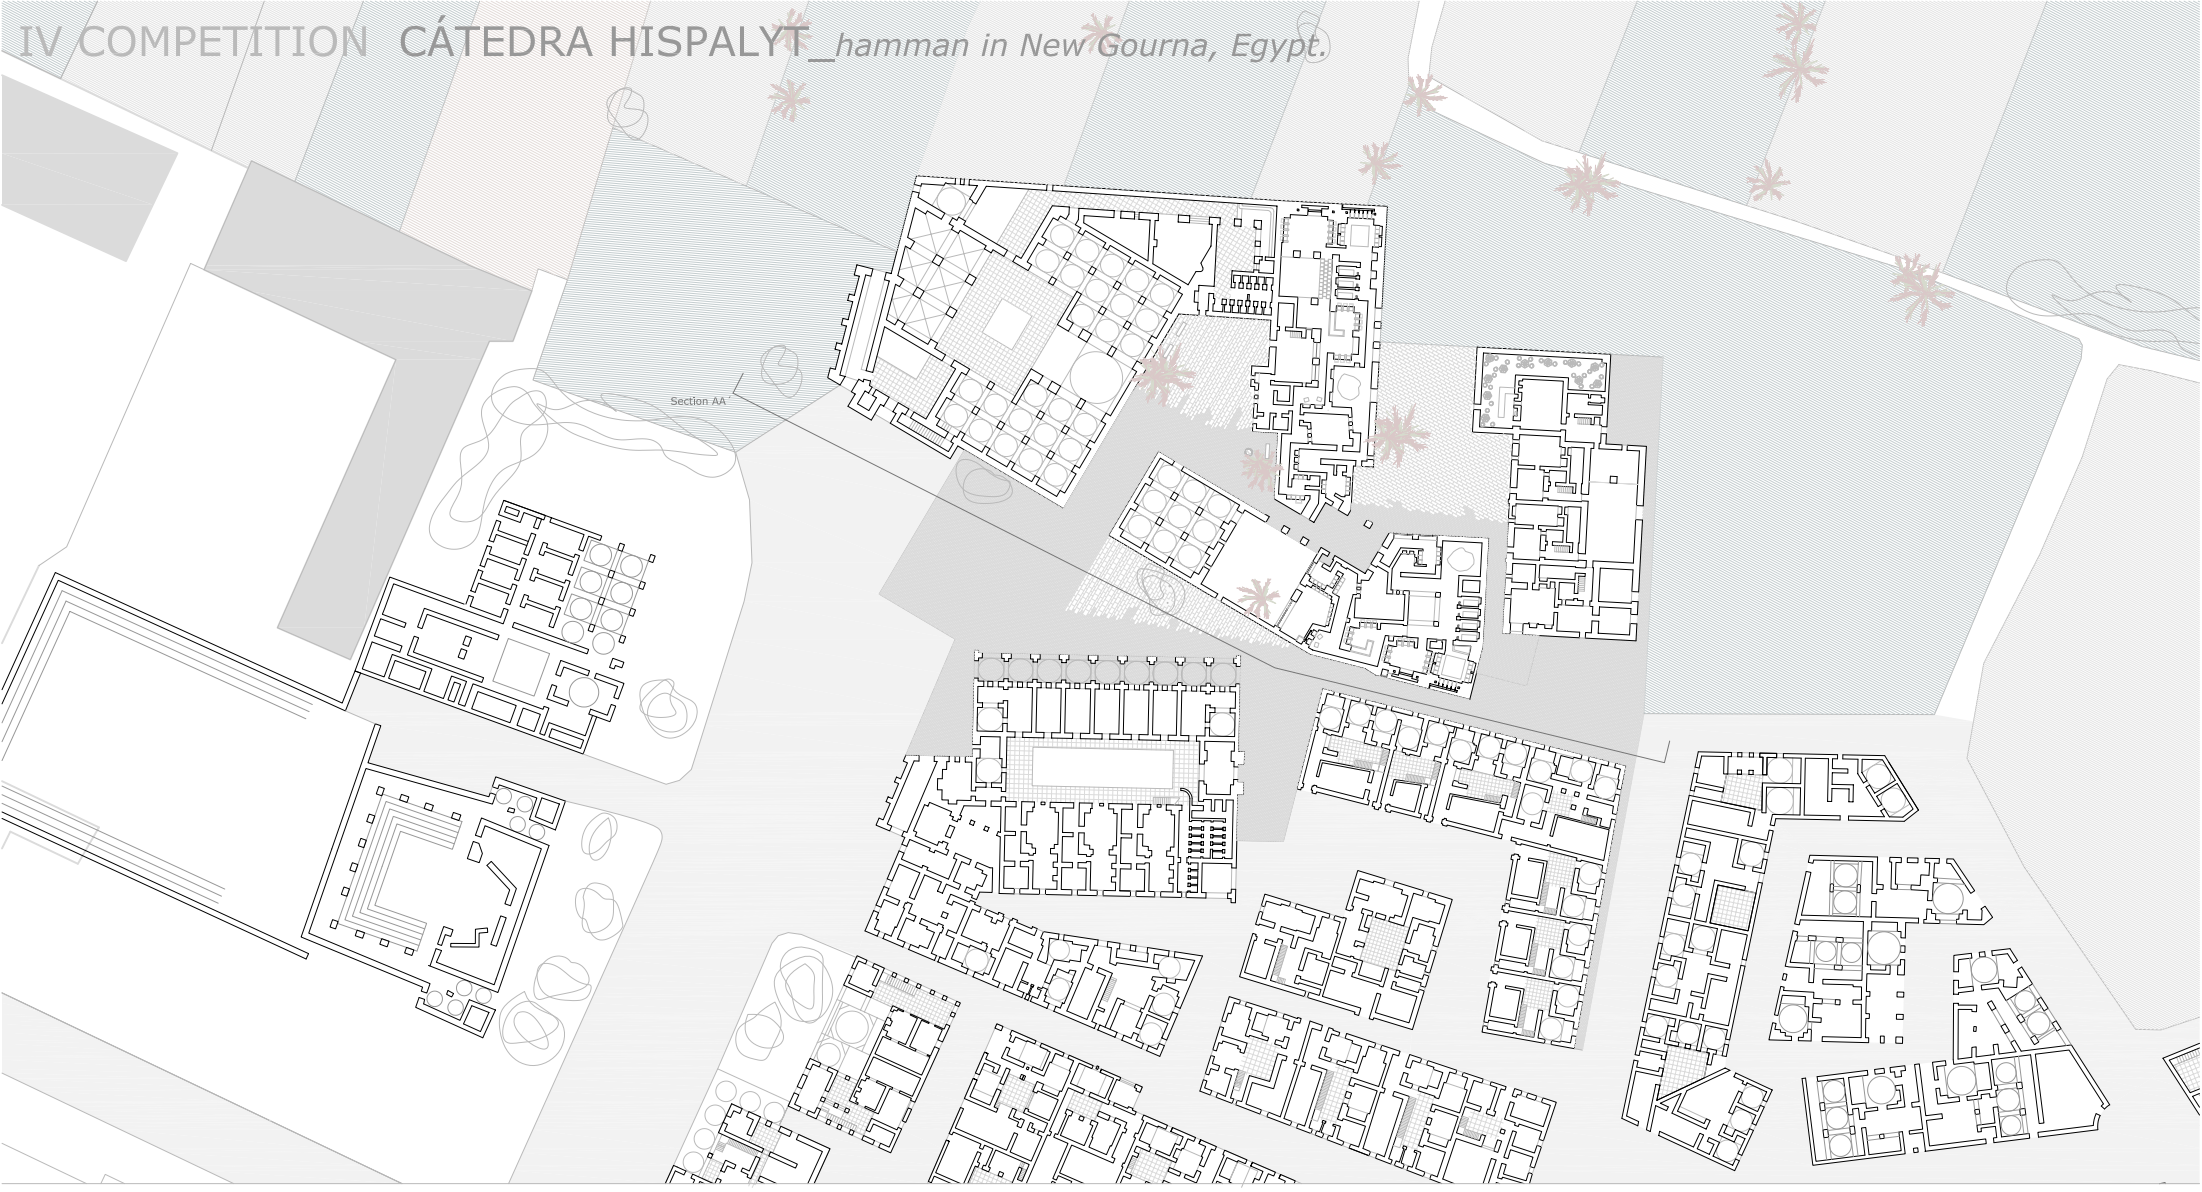 IV COMPETITION CÁTEDRA HISPALYT_hamman in New Gourna, Egypt.
Section AA´